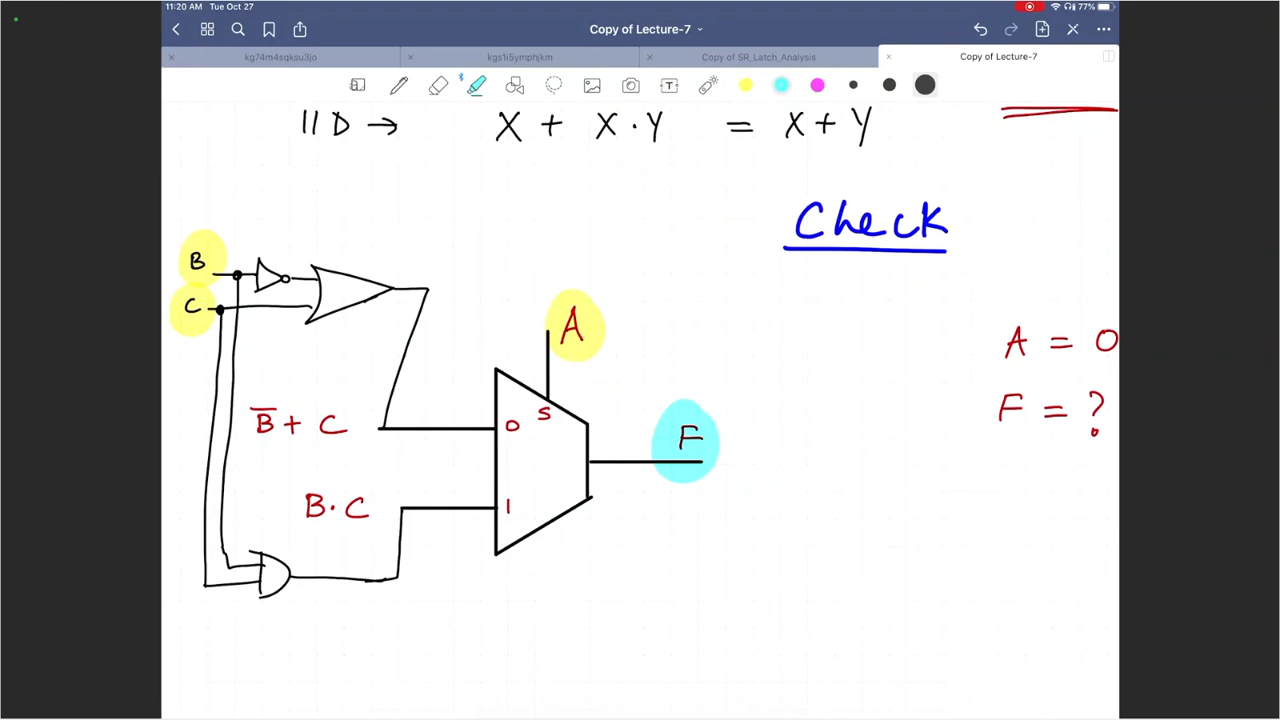 11:20 AM Tue Oct 27
77%
Copy of Lecture-7
kg74m4sqksu3jo
kgs1i5ymphjkm
Copy of SR_Latch_Analysis
Copy of Lecture-7
T
11D → X + X·Y = X+Y
Check
B
C
A
A = 0
S
B̅ + C
0
F = ?
F
B·C
1